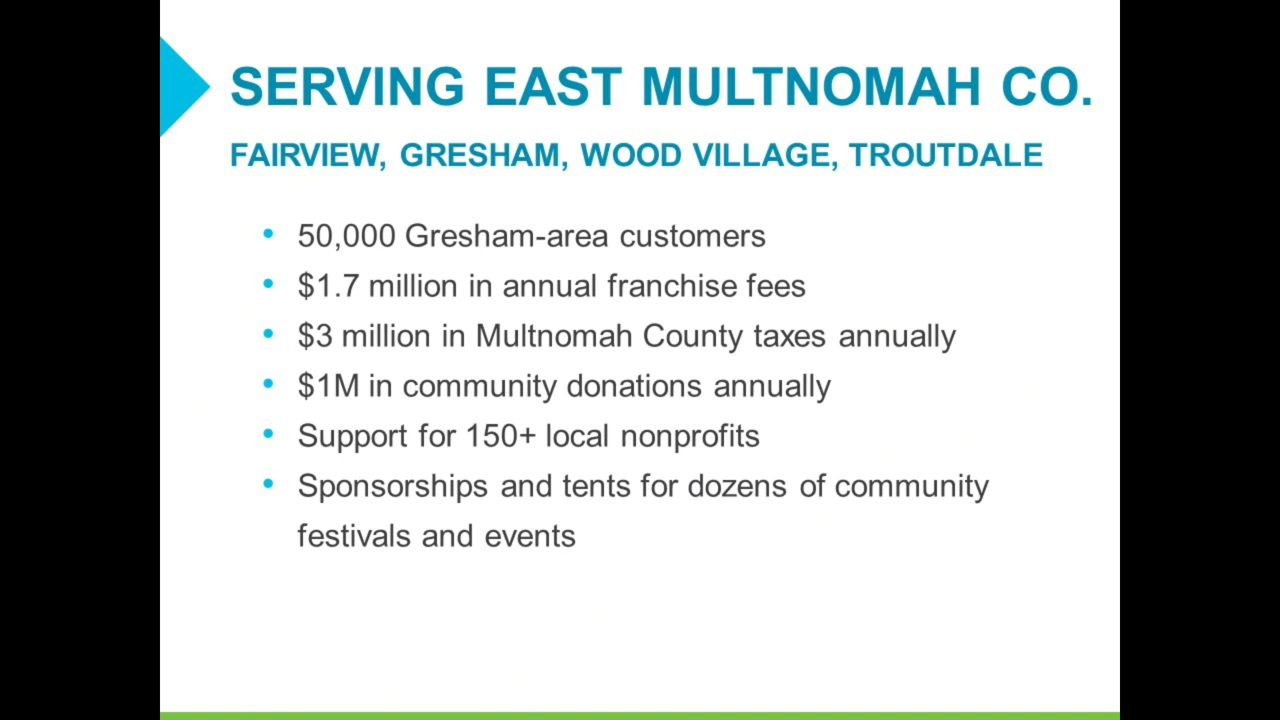 SERVING EAST MULTNOMAH CO.
FAIRVIEW, GRESHAM, WOOD VILLAGE, TROUTDALE
• 50,000 Gresham-area customers
• $1.7 million in annual franchise fees
• $3 million in Multnomah County taxes annually
• $1M in community donations annually
• Support for 150+ local nonprofits
• Sponsorships and tents for dozens of community
festivals and events